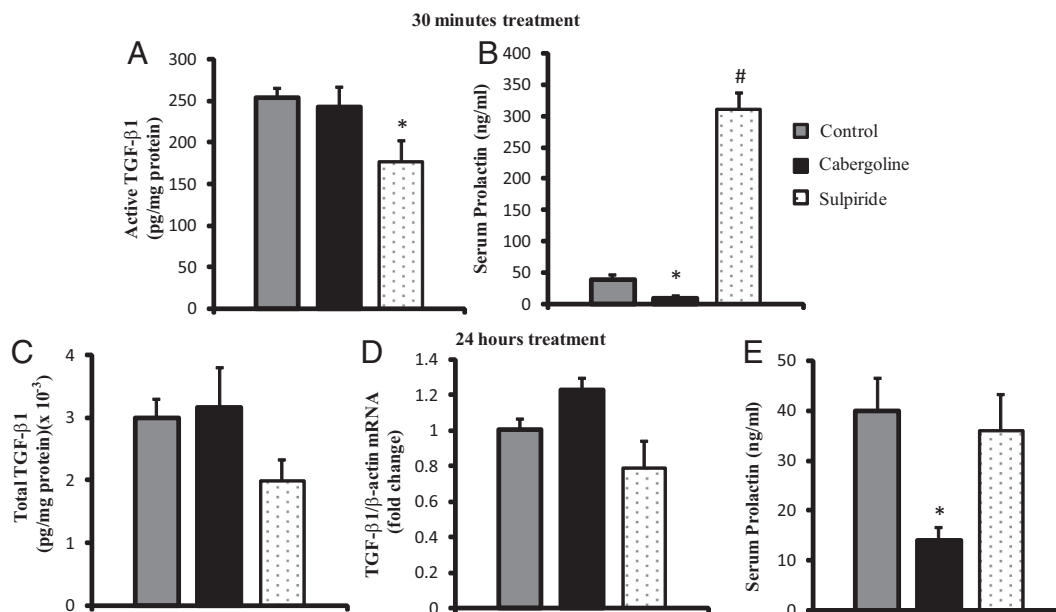 30 minutes treatment
A
Active TGF-β1
(pg/mg protein)
300
250
200
150
100
50
0
*
B
Serum Prolactin (ng/ml)
400
350
300
250
200
150
100
50
0
*
#
Control
Cabergoline
Sulpiride
24 hours treatment
C
Total TGF-β1
(pg/mg protein)(x 10⁻³)
4
3
2
1
0
D
TGF-β1/β-actin mRNA
(fold change)
1.4
1.2
1
0.8
0.6
0.4
0.2
0
E
Serum Prolactin (ng/ml)
50
40
30
20
10
0
*